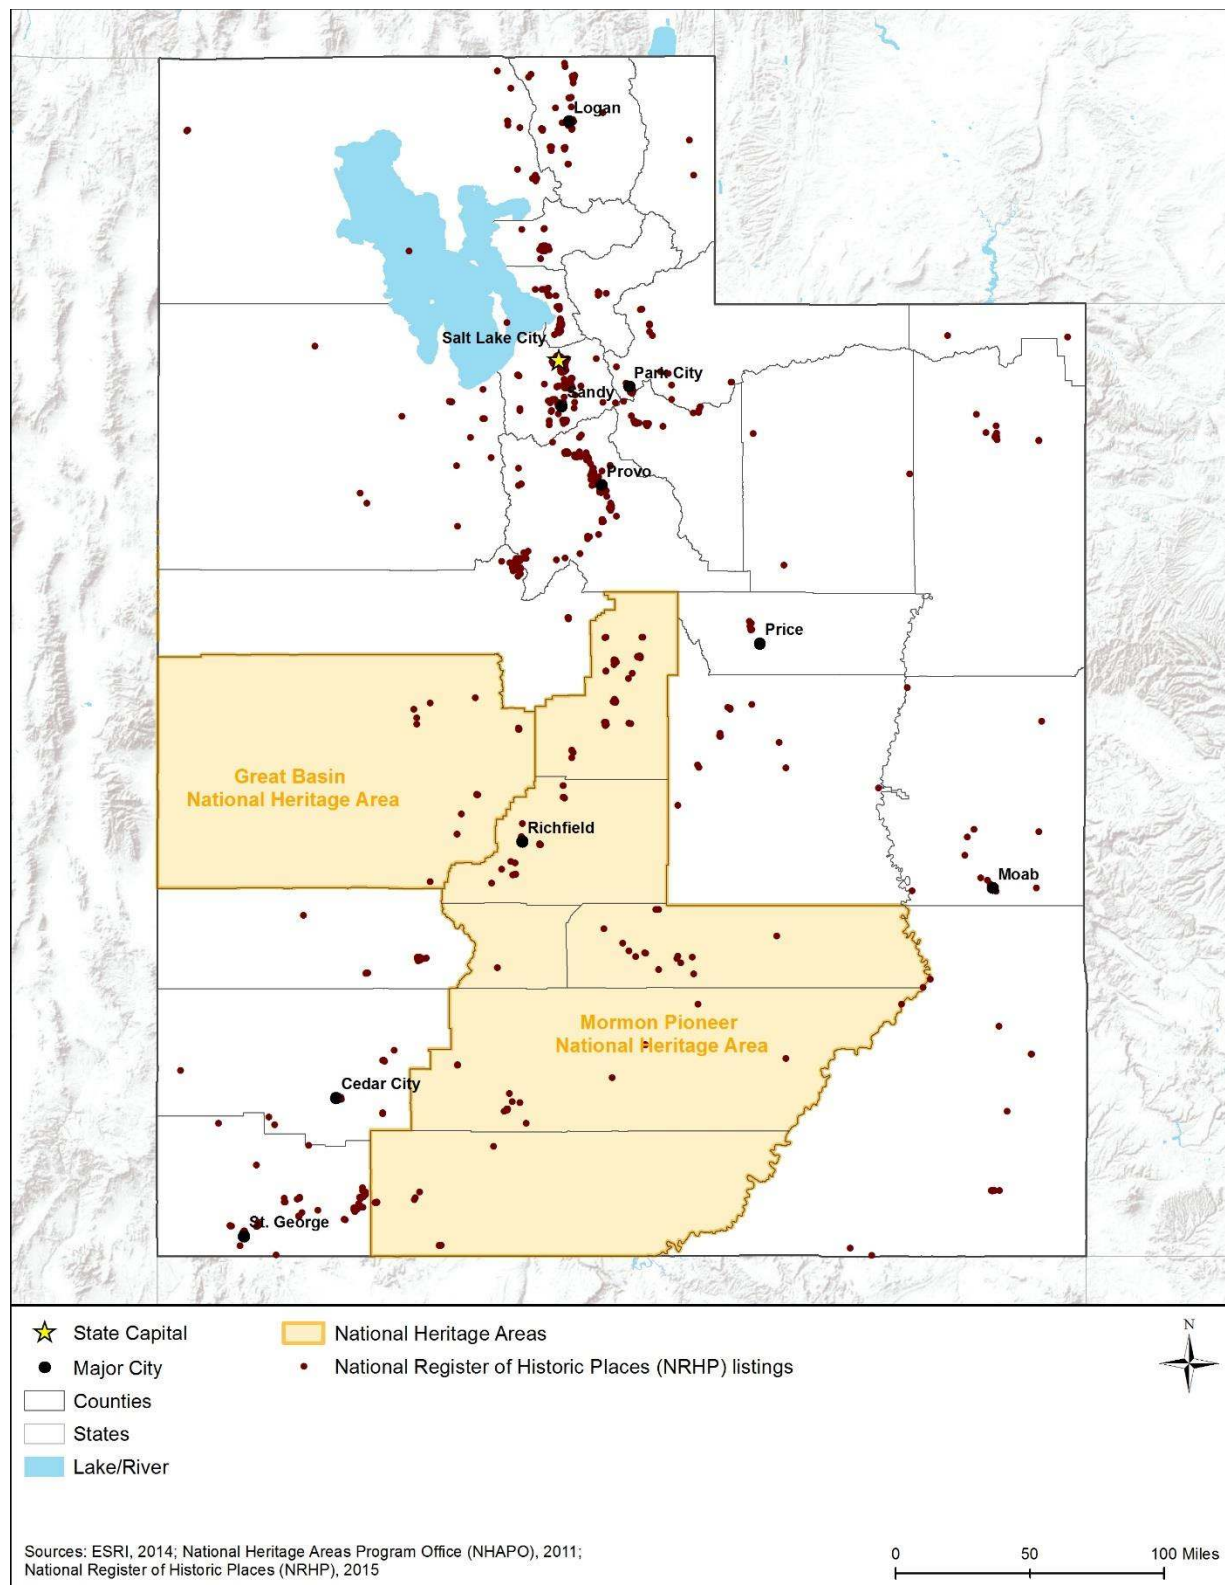 Logan
Salt Lake City
Park City
Sandy
Provo
Price
Great Basin
National Heritage Area
Richfield
Moab
Mormon Pioneer
National Heritage Area
Cedar City
St. George
State Capital
Major City
Counties
States
Lake/River
National Heritage Areas
National Register of Historic Places (NRHP) listings
N
Sources: ESRI, 2014; National Heritage Areas Program Office (NHAPO), 2011;
National Register of Historic Places (NRHP), 2015
0 50 100 Miles